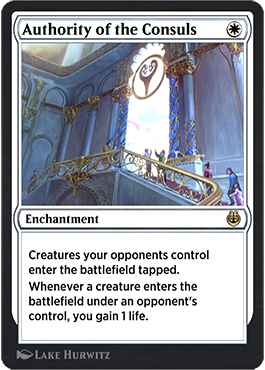 Authority of the Consuls
Enchantment
Creatures your opponents control
enter the battlefield tapped.
Whenever a creature enters the
battlefield under an opponent's
control, you gain 1 life.
Lake Hurwitz